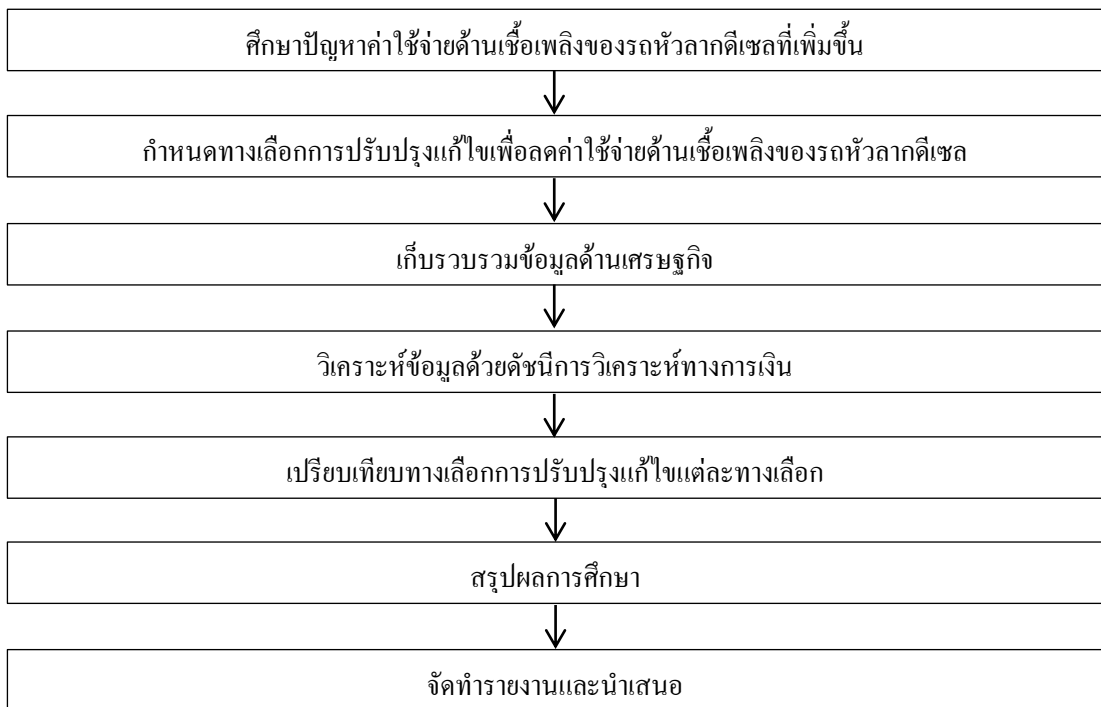 ศึกษาปัญหาค่าใช้จ่ายด้านเชื้อเพลิงของรถหัวลากดีเซลที่เพิ่มขึ้น
กำหนดทางเลือกการปรับปรุงแก้ไขเพื่อลดค่าใช้จ่ายด้านเชื้อเพลิงของรถหัวลากดีเซล
เก็บรวบรวมข้อมูลด้านเศรษฐกิจ
วิเคราะห์ข้อมูลด้วยดัชนีการวิเคราะห์ทางการเงิน
เปรียบเทียบทางเลือกการปรับปรุงแก้ไขแต่ละทางเลือก
สรุปผลการศึกษา
จัดทำรายงานและนำเสนอ